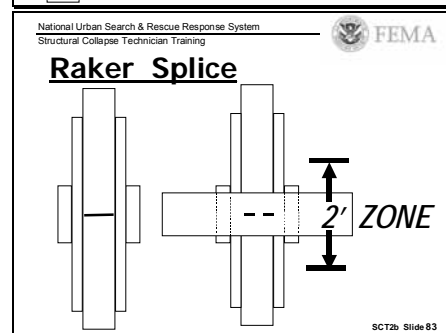 National Urban Search & Rescue Response System
Structural Collapse Technician Training
FEMA
Raker Splice
2' ZONE
SCT2b Slide 83